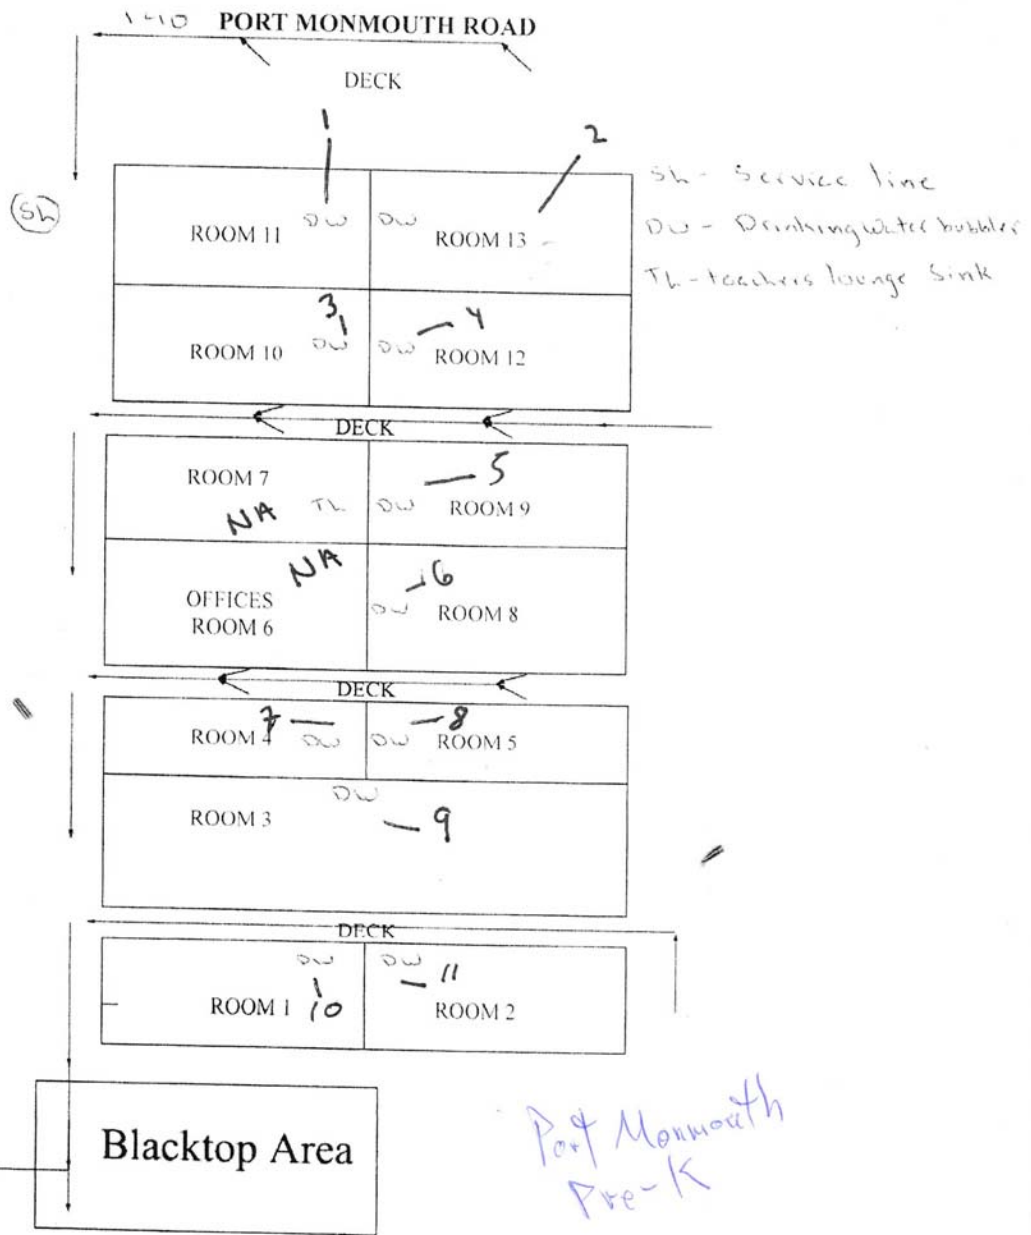 1-10 PORT MONMOUTH ROAD
DECK
1
2
SL - Service line
DW - Drinking water bubbler
TL - teachers lounge Sink
SL
ROOM 11 DW DW ROOM 13
3
4
ROOM 10 DW DW ROOM 12
DECK
ROOM 7
5
NA TL DW ROOM 9
NA
6
OFFICES
ROOM 6
DW ROOM 8
DECK
7
8
ROOM 4 DW DW ROOM 5
DW
ROOM 3
9
DECK
DW DW
11
ROOM 1 10 ROOM 2
Blacktop Area
Port Monmouth
Pre-K